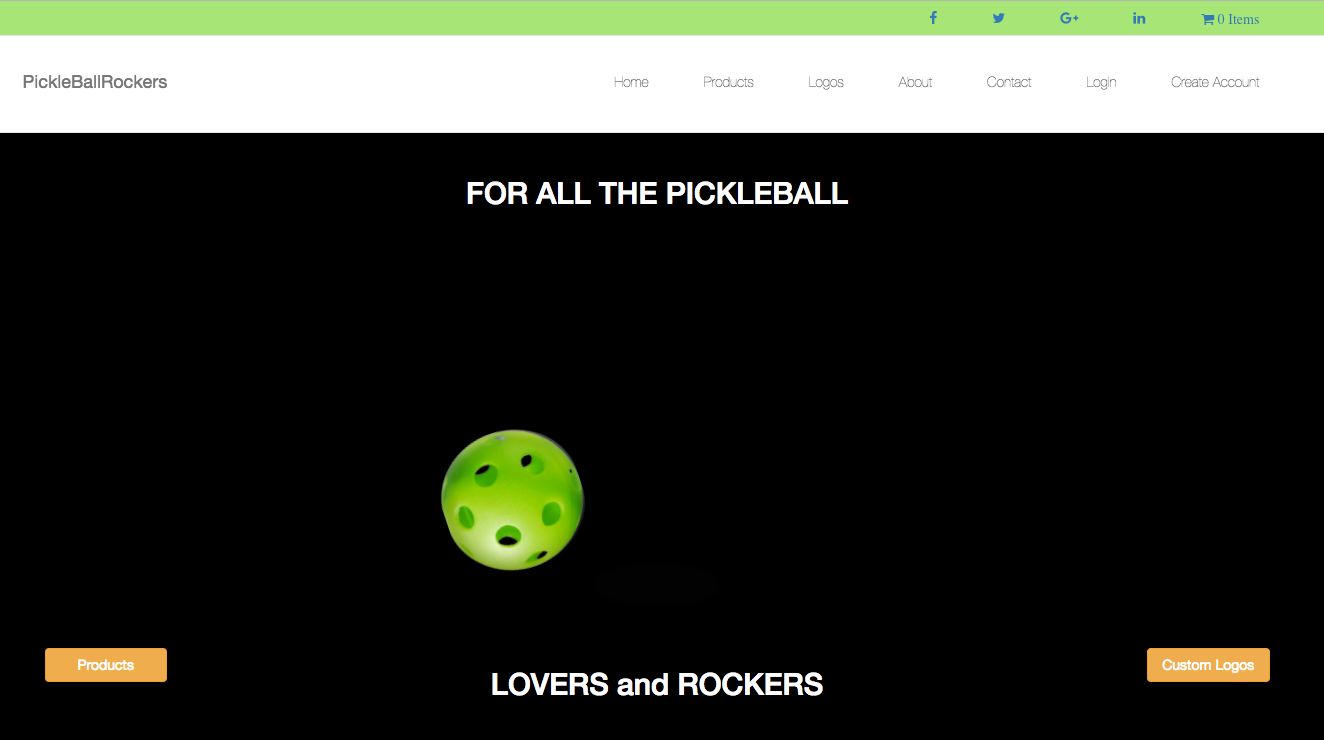 0 Items
PickleBallRockers
Home Products Logos About Contact Login Create Account
FOR ALL THE PICKLEBALL
Products
Custom Logos
LOVERS and ROCKERS